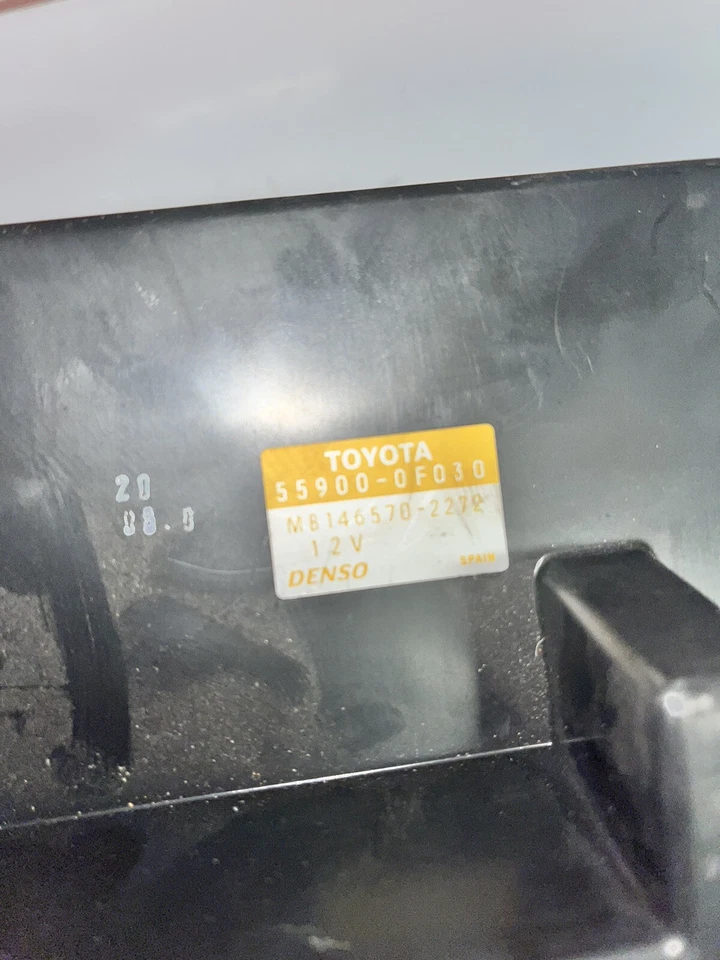 TOYOTA
55900-0F030
MB146570-2272
12V
DENSO SPAIN
20